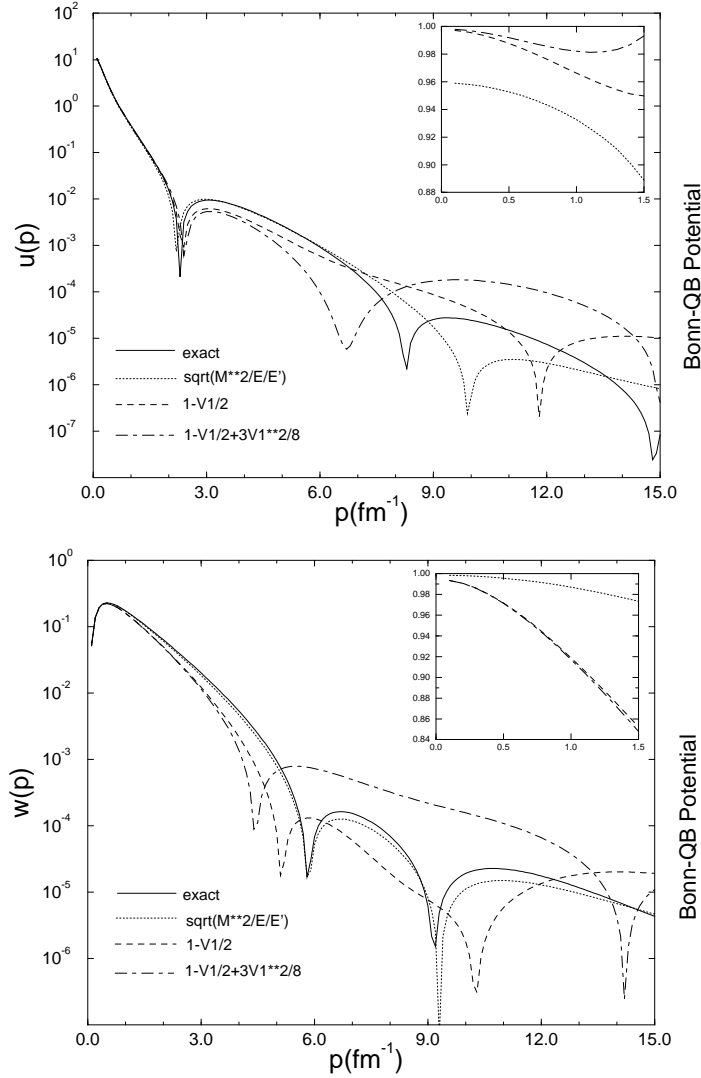 10²
10¹
10⁰
10⁻¹
10⁻²
10⁻³
10⁻⁴
10⁻⁵
10⁻⁶
10⁻⁷
u(p)
1.00
0.98
0.96
0.94
0.92
0.90
0.88
0.0 0.5 1.0 1.5
exact
sqrt(M**2/E/E')
1-V1/2
1-V1/2+3V1**2/8
0.0 3.0 6.0 9.0 12.0 15.0
p(fm⁻¹)
Bonn-QB Potential
10⁰
10⁻¹
10⁻²
10⁻³
10⁻⁴
10⁻⁵
10⁻⁶
w(p)
1.00
0.98
0.96
0.94
0.92
0.90
0.88
0.86
0.84
0.0 0.5 1.0 1.5
exact
sqrt(M**2/E/E')
1-V1/2
1-V1/2+3V1**2/8
0.0 3.0 6.0 9.0 12.0 15.0
p(fm⁻¹)
Bonn-QB Potential